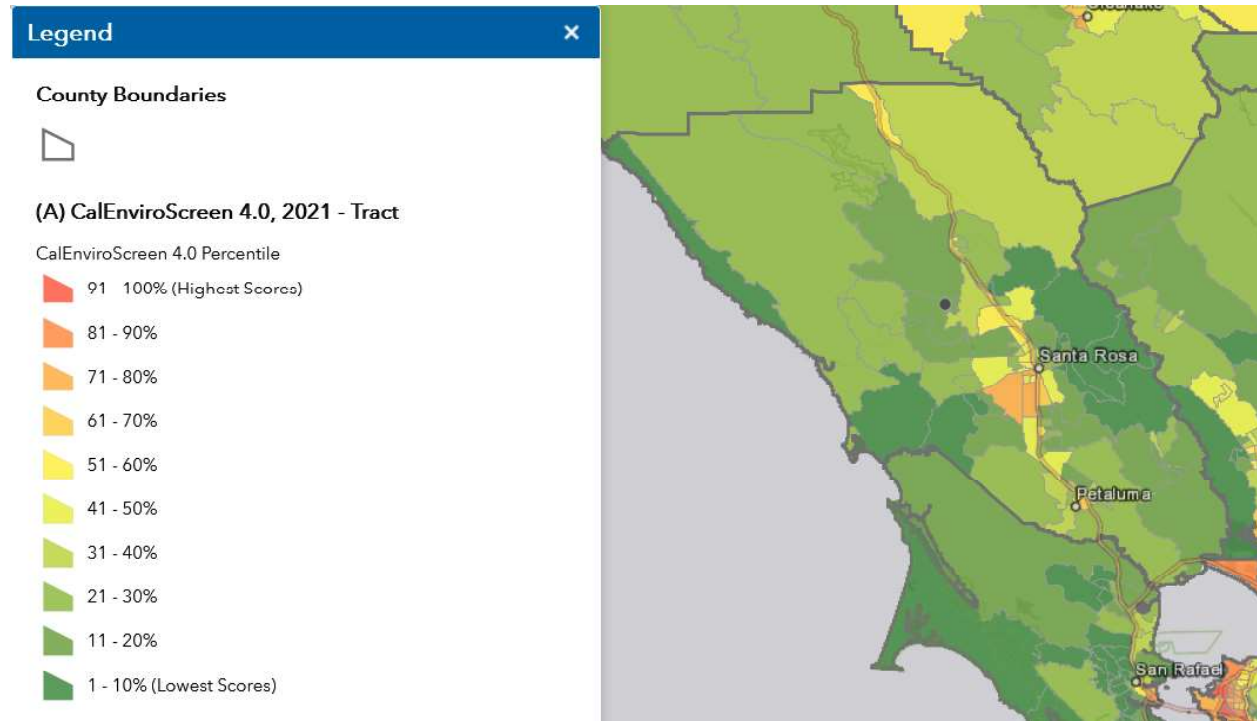 Legend
×
County Boundaries
(A) CalEnviroScreen 4.0, 2021 - Tract
CalEnviroScreen 4.0 Percentile
91 100% (Highest Scores)
81 - 90%
71 - 80%
61 - 70%
51 - 60%
41 - 50%
31 - 40%
21 - 30%
11 - 20%
1 - 10% (Lowest Scores)
Santa Rosa
Petaluma
San Rafael